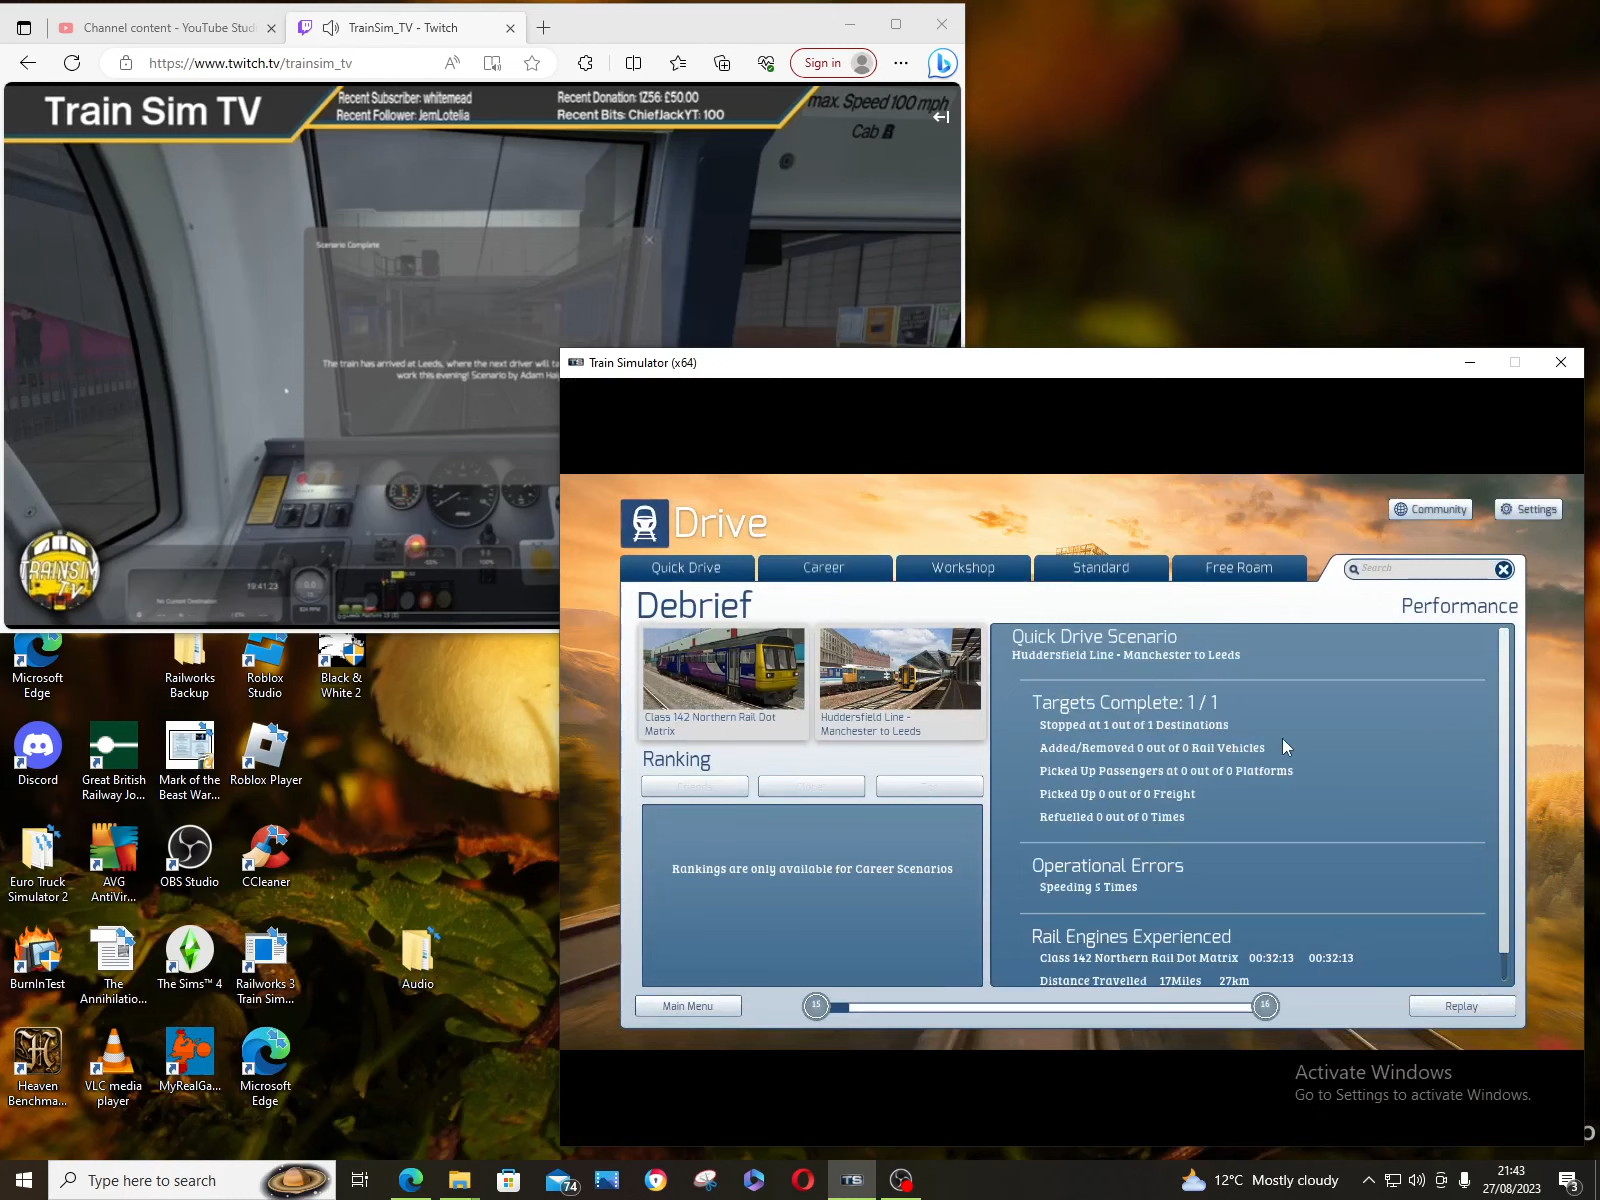 Channel content - YouTube Stud
TrainSim_TV - Twitch
https://www.twitch.tv/trainsim_tv
Sign in
Train Sim TV
Recent Subscriber: whitemead
Recent Follower: JemLotelia
Recent Donation: 1Z56: £50.00
Recent Bits: ChiefJackYT: 100
max. Speed 100 mph
Cab
Scenario Complete
The train has arrived at Leeds, where the next driver will ta
work this evening! Scenario by Adam Hai
TRAINSIM
TV
19:41:23
No Current Destination
Train Simulator (x64)
Drive
Community
Settings
Quick Drive
Career
Workshop
Standard
Free Roam
Search
Debrief
Performance
Class 142 Northern Rail Dot
Matrix
Huddersfield Line -
Manchester to Leeds
Ranking
Rankings are only available for Career Scenarios
Quick Drive Scenario
Huddersfield Line - Manchester to Leeds
Targets Complete: 1 / 1
Stopped at 1 out of 1 Destinations
Added/Removed 0 out of 0 Rail Vehicles
Picked Up Passengers at 0 out of 0 Platforms
Picked Up 0 out of 0 Freight
Refuelled 0 out of 0 Times
Operational Errors
Speeding 5 Times
Rail Engines Experienced
Class 142 Northern Rail Dot Matrix 00:32:13 00:32:13
Distance Travelled 17Miles 27km
Main Menu
15
16
Replay
Microsoft
Edge
Railworks
Backup
Roblox
Studio
Black &
White 2
Discord
Great British
Railway Jo...
Mark of the
Beast War...
Roblox Player
Euro Truck
Simulator 2
AVG
AntiVir...
OBS Studio
CCleaner
BurnInTest
The
Annihilatio...
The Sims™ 4
Railworks 3
Train Sim...
Audio
Heaven
Benchma...
VLC media
player
MyRealGa...
Microsoft
Edge
Activate Windows
Go to Settings to activate Windows.
Type here to search
74
TS
12°C Mostly cloudy
21:43
27/08/2023
3